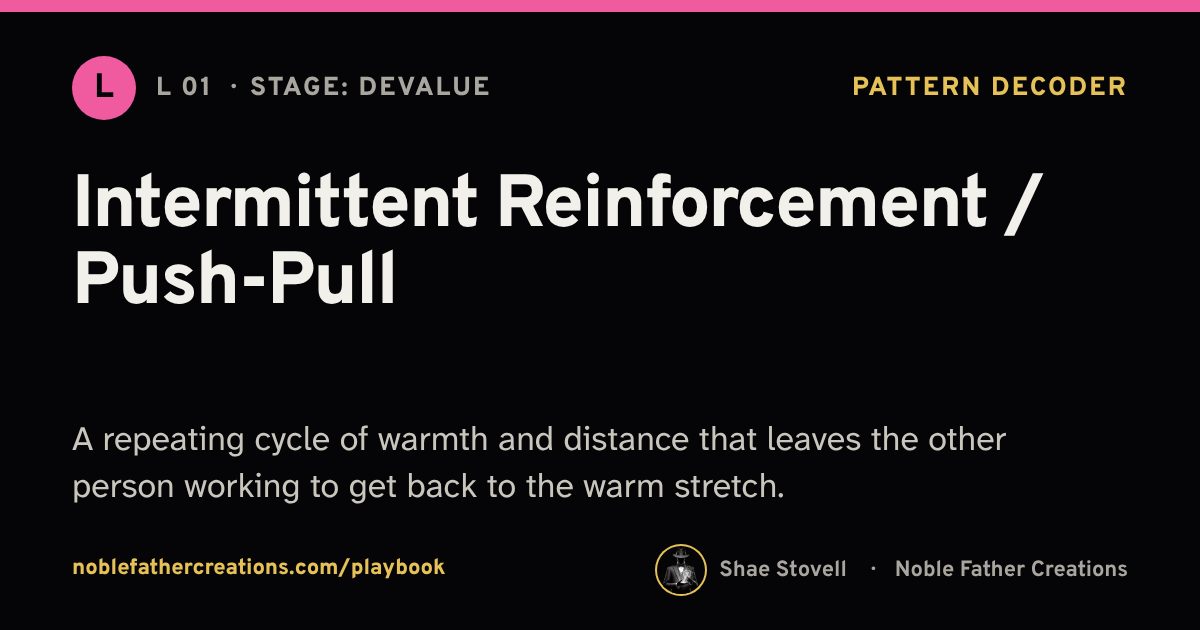 L
L 01 · STAGE: DEVALUE
PATTERN DECODER
Intermittent Reinforcement /
Push-Pull
A repeating cycle of warmth and distance that leaves the other
person working to get back to the warm stretch.
noblefathercreations.com/playbook
Shae Stovell · Noble Father Creations